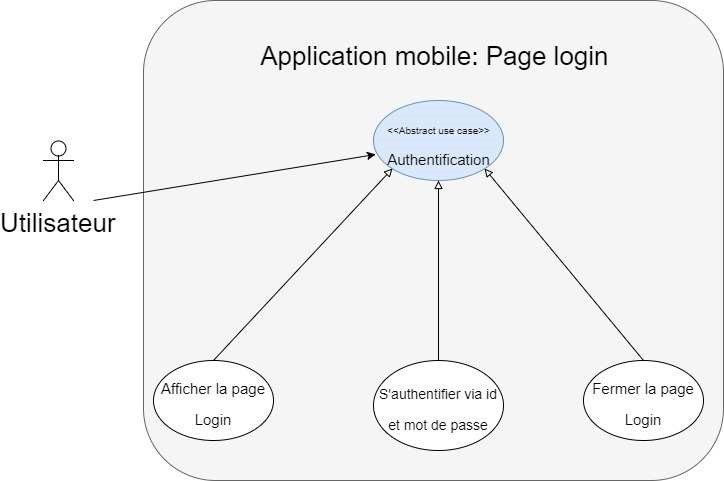 Application mobile: Page login
<<Abstract use case>>
Authentification
Utilisateur
Afficher la page
Login
S'authentifier via id
et mot de passe
Fermer la page
Login